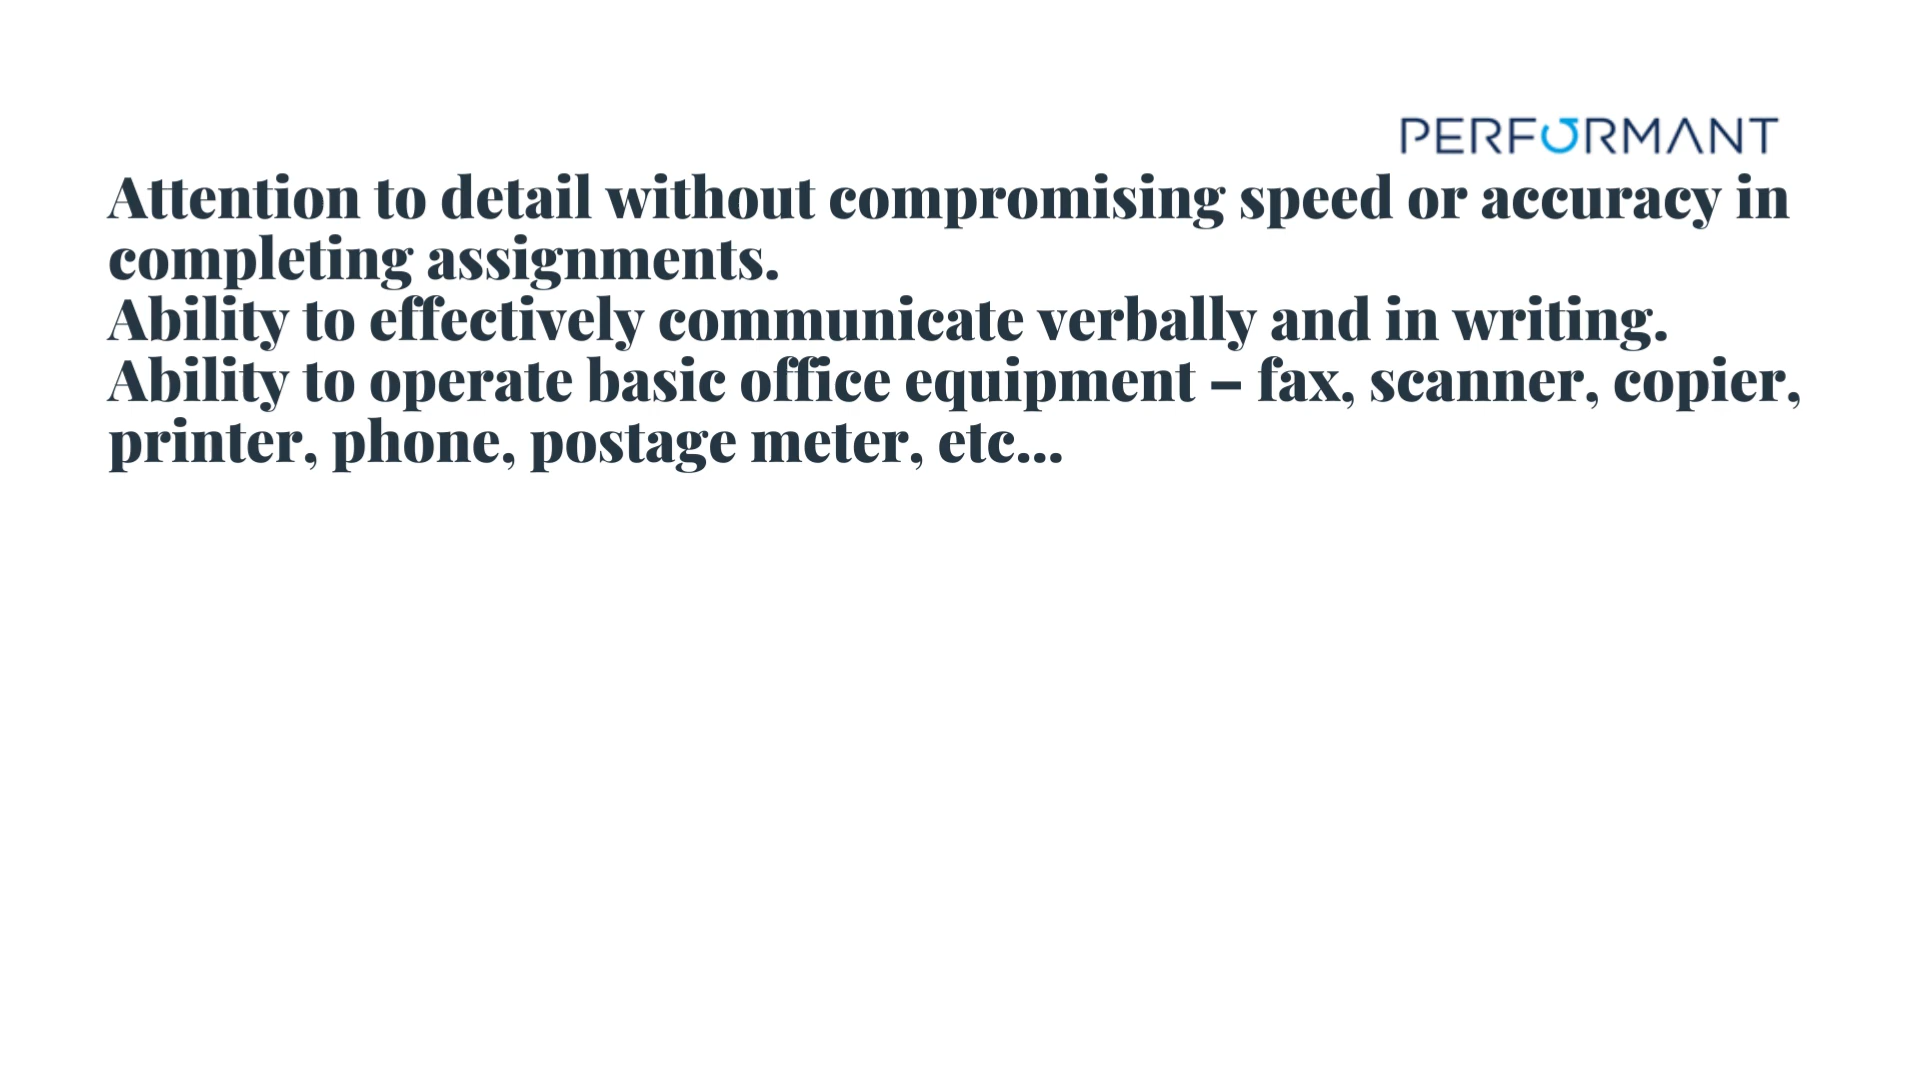 PERFORMANT
Attention to detail without compromising speed or accuracy in
completing assignments.
Ability to effectively communicate verbally and in writing.
Ability to operate basic office equipment – fax, scanner, copier,
printer, phone, postage meter, etc...